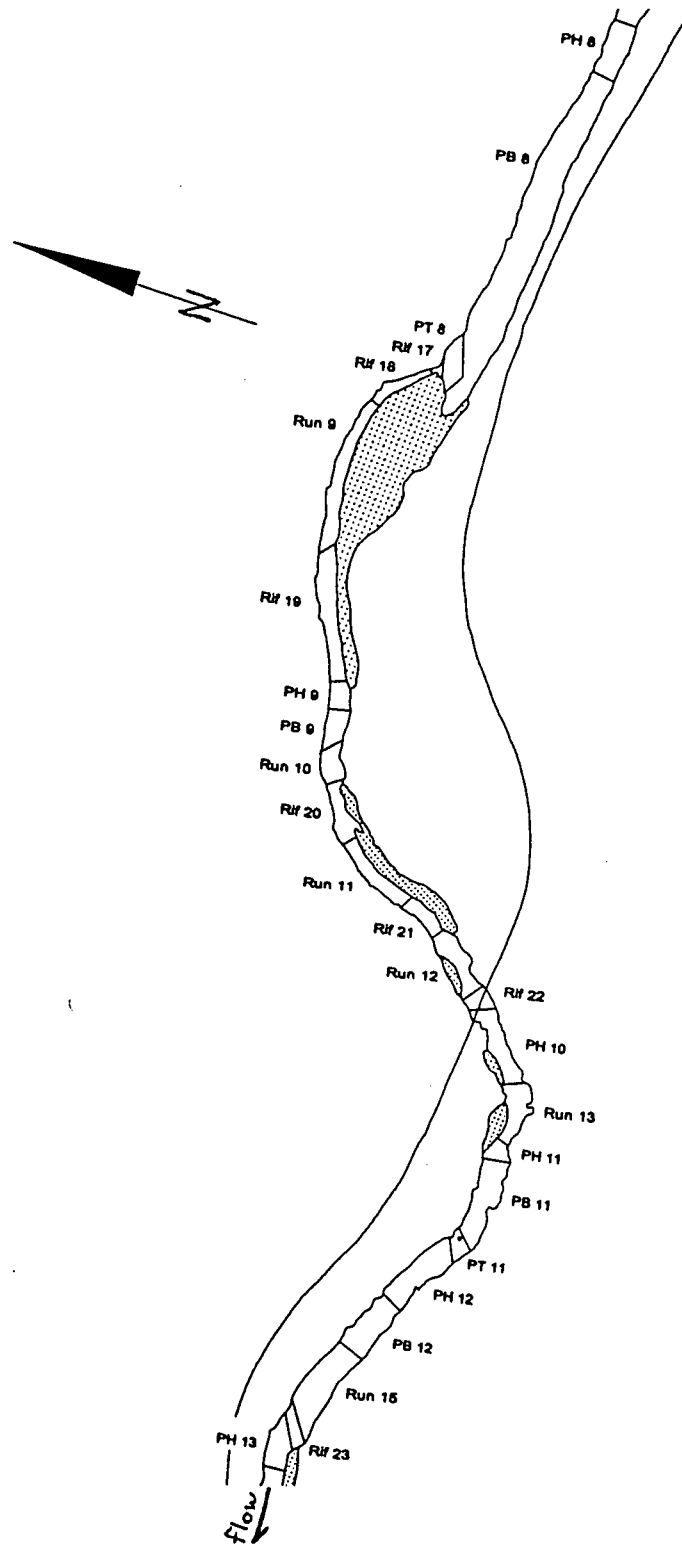 PH 8
PB 8
N
PT 8
Rif 17
Rif 18
Run 9
Rif 19
PH 9
PB 9
Run 10
Rif 20
Run 11
Rif 21
Run 12
Rif 22
PH 10
Run 13
PH 11
PB 11
PT 11
PH 12
PB 12
Run 15
PH 13
Rif 23
flow